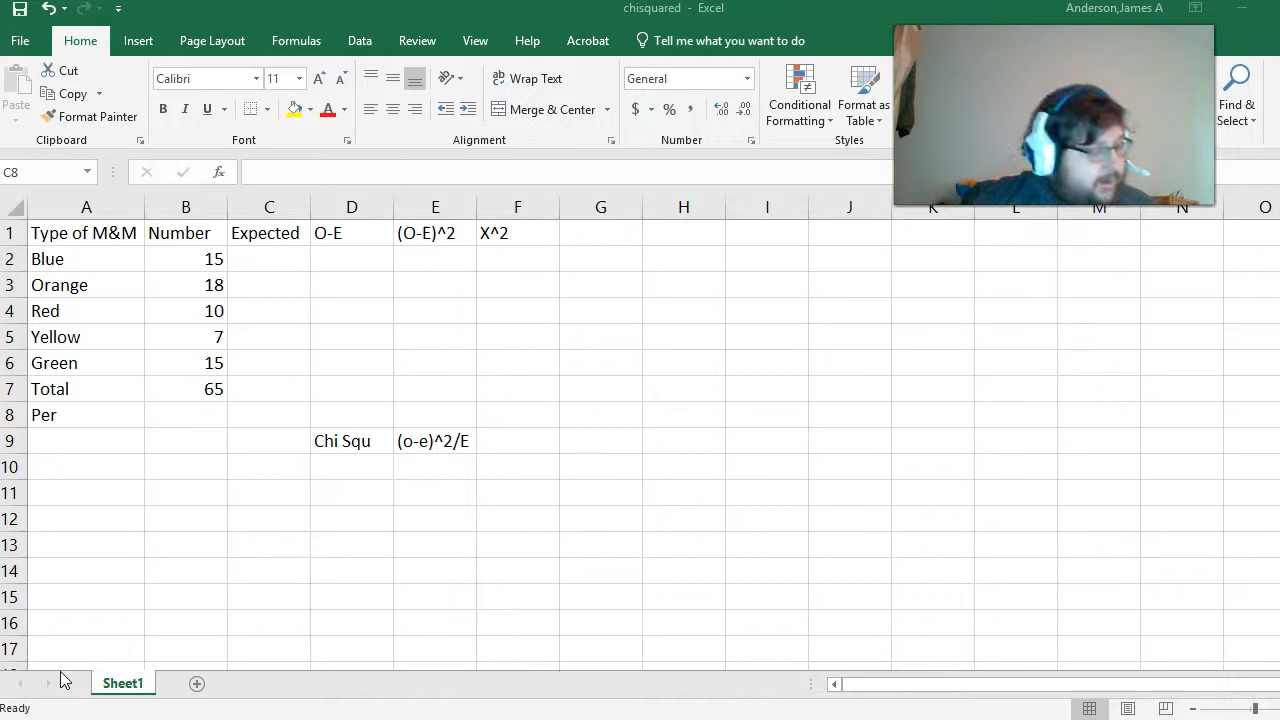 chisquared - Excel
Anderson,James A
File Home Insert Page Layout Formulas Data Review View Help Acrobat Tell me what you want to do
Paste
Cut
Copy
Format Painter
Clipboard
Calibri 11
B I U
Font
Wrap Text
Merge & Center
Alignment
General
$ % ,
Number
Conditional Formatting
Format as Table
Styles
Find & Select
C8 fx
A B C D E F G H I J K L M N O
1 Type of M&M Number Expected O-E (O-E)^2 X^2
2 Blue 15
3 Orange 18
4 Red 10
5 Yellow 7
6 Green 15
7 Total 65
8 Per
9 Chi Squ (o-e)^2/E
10
11
12
13
14
15
16
17
Sheet1
Ready